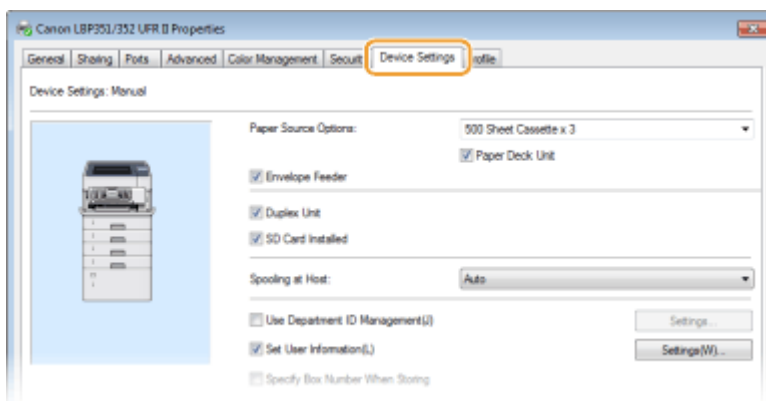 Canon LBP351/352 UFR II Properties
General Sharing Ports Advanced Color Management Securit Device Settings rofile
Device Settings: Manual
Paper Source Options: 500 Sheet Cassette x 3
Paper Deck Unit
Envelope Feeder
Duplex Unit
SD Card Installed
Spooling at Host: Auto
Use Department ID Management(J) Settings...
Set User Information(L) Settings(W)...
Specify Box Number When Storing